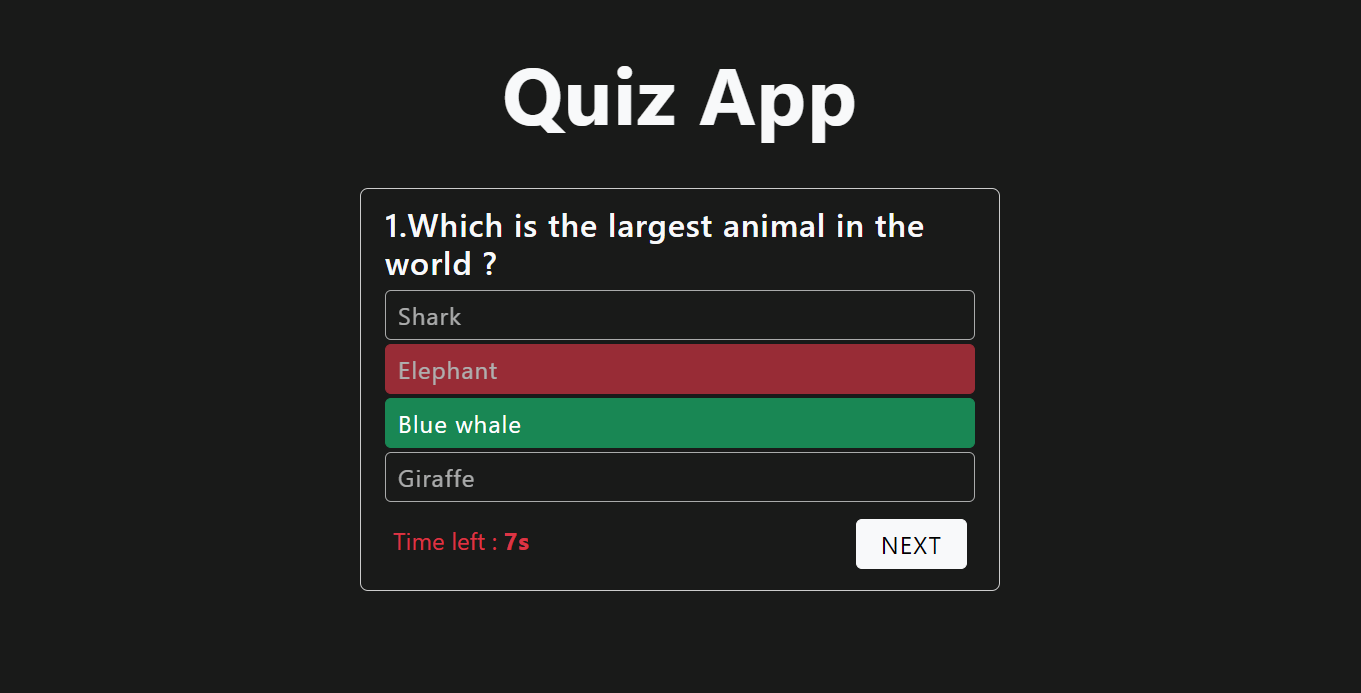 Quiz App
1.Which is the largest animal in the
world ?
Shark
Elephant
Blue whale
Giraffe
Time left : 7s
NEXT